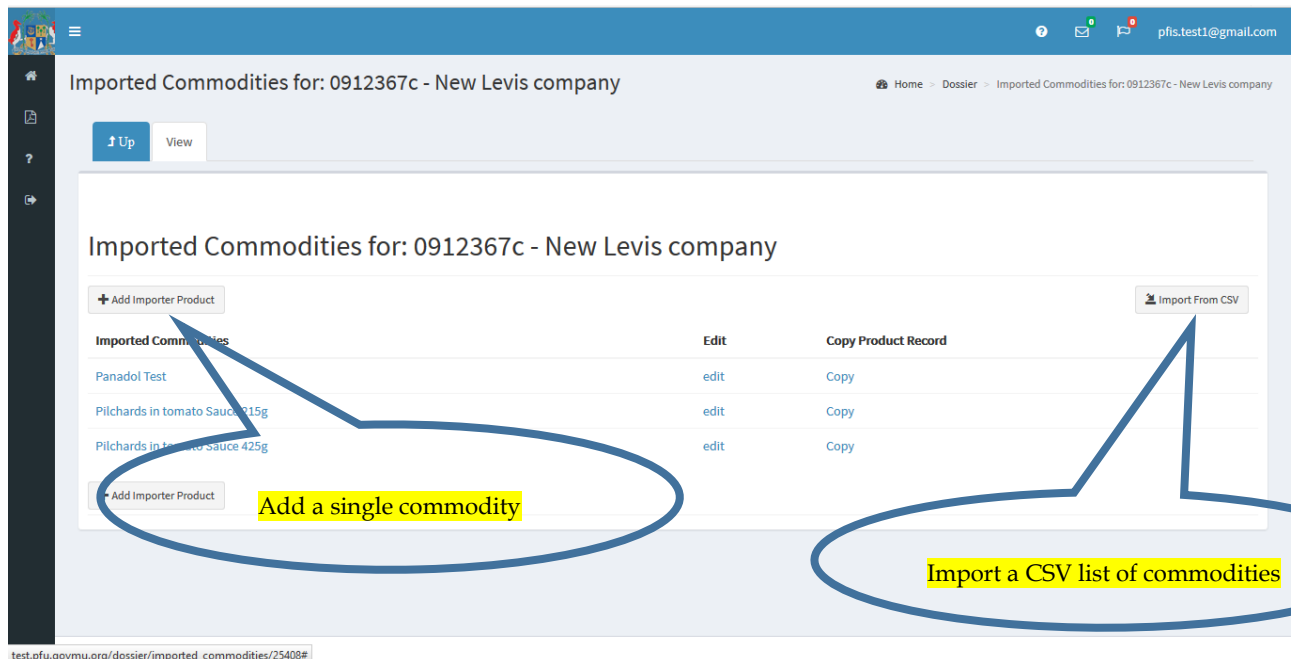 0 0 pfis.test1@gmail.com
Imported Commodities for: 0912367c - New Levis company
Home > Dossier > Imported Commodities for: 0912367c - New Levis company
Up View
Imported Commodities for: 0912367c - New Levis company
Add Importer Product Import From CSV
Imported Commodities Edit Copy Product Record
Panadol Test edit Copy
Pilchards in tomato Sauce 215g edit Copy
Pilchards in tomato Sauce 425g edit Copy
Add Importer Product
Add a single commodity
Import a CSV list of commodities
test.pfu.govmu.org/dossier/imported_commodities/25408#